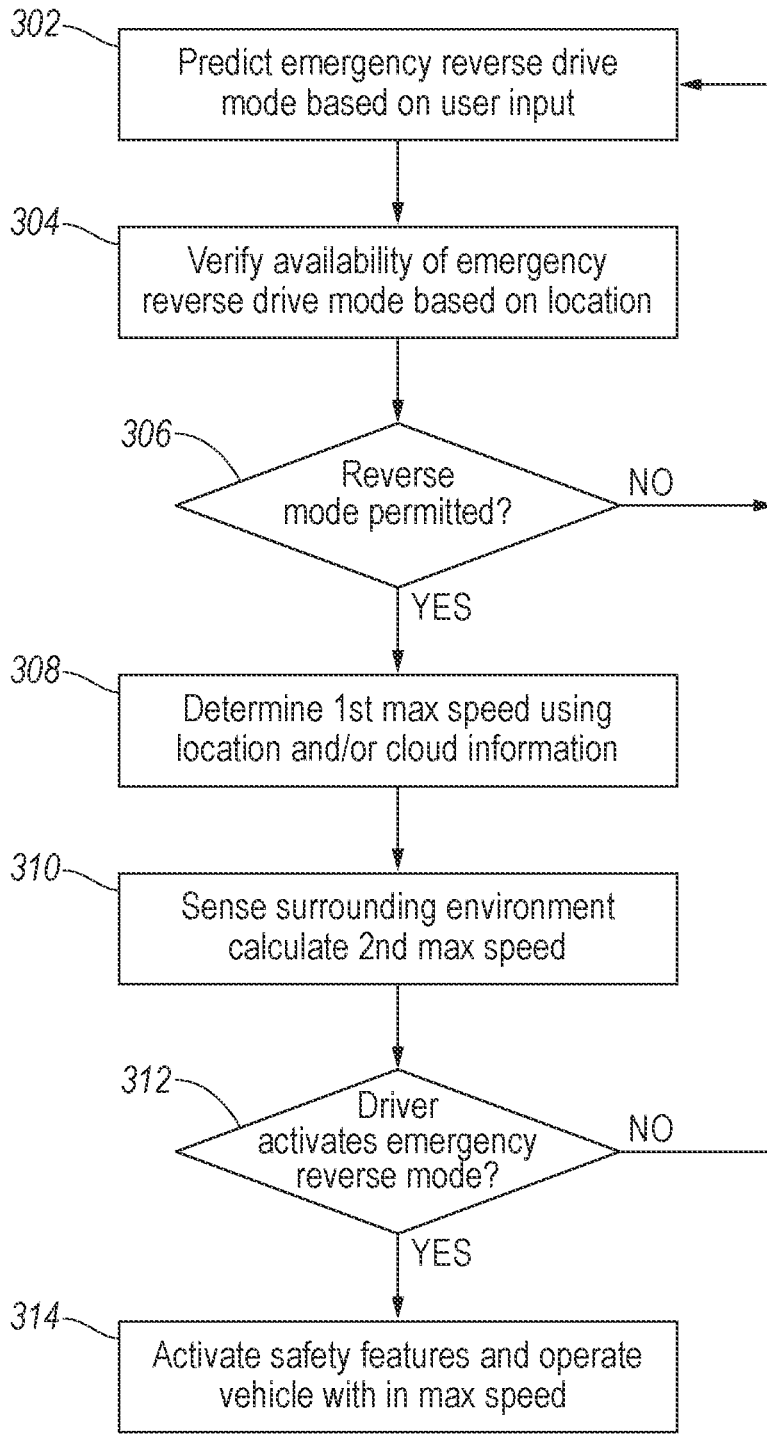 302
Predict emergency reverse drive
mode based on user input
304
Verify availability of emergency
reverse drive mode based on location
306
Reverse
mode permitted?
NO
YES
308
Determine 1st max speed using
location and/or cloud information
310
Sense surrounding environment
calculate 2nd max speed
312
Driver
activates emergency
reverse mode?
NO
YES
314
Activate safety features and operate
vehicle with in max speed